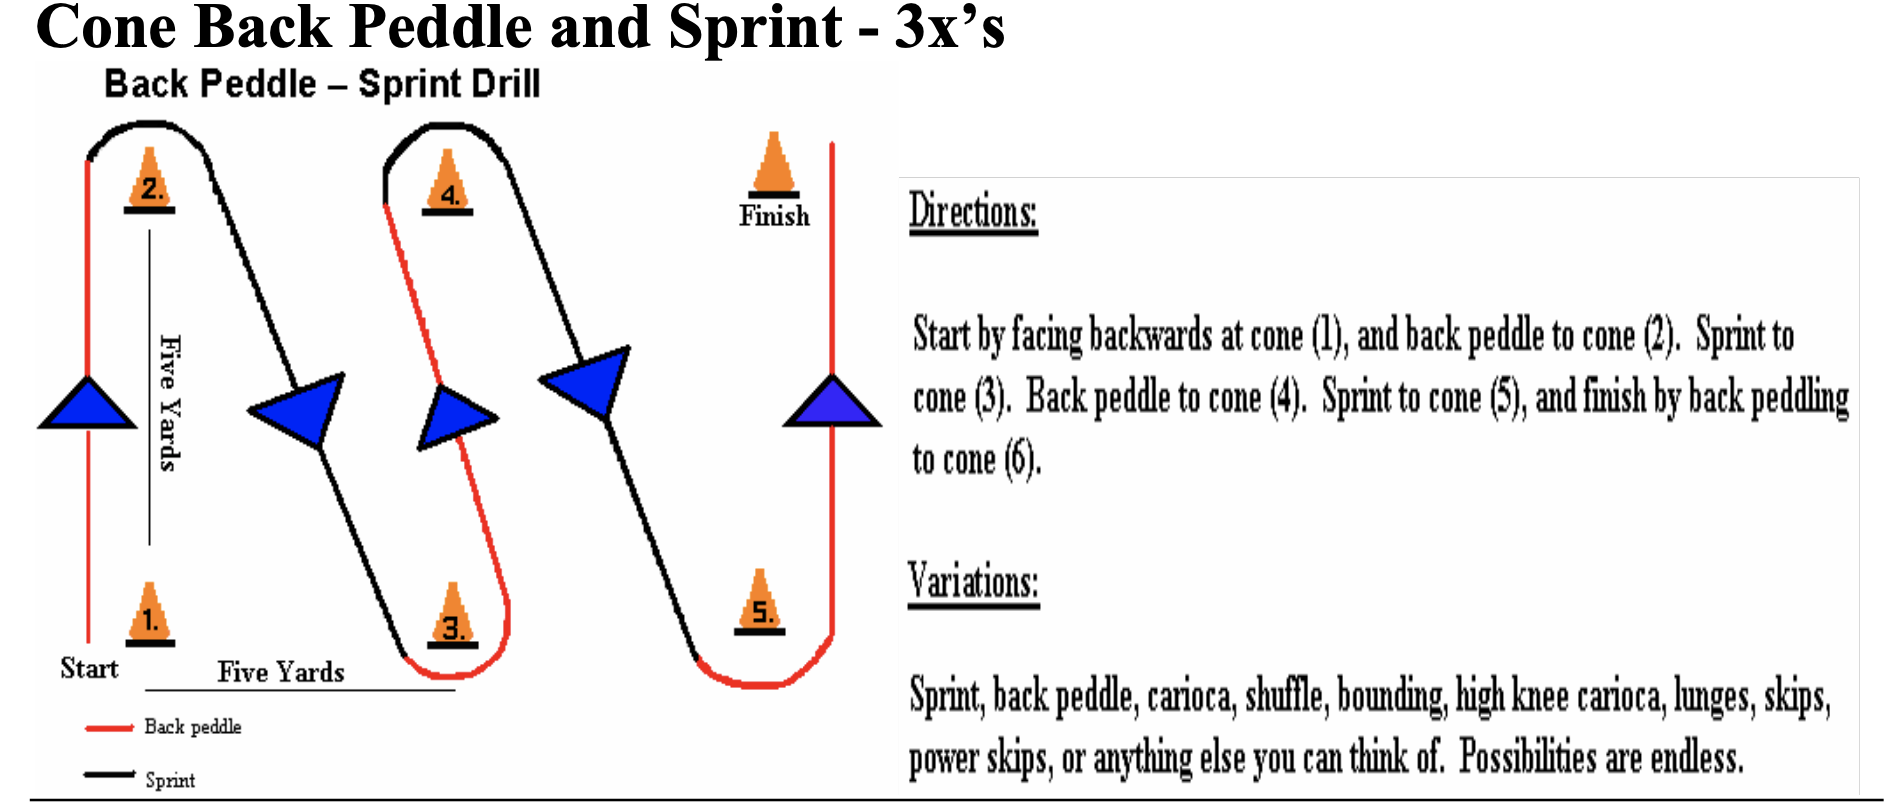 Cone Back Peddle and Sprint - 3x’s
Back Peddle – Sprint Drill
2.
4.
Finish
Five Yards
1.
3.
5.
Start
Five Yards
Back peddle
Sprint
Directions:
Start by facing backwards at cone (1), and back peddle to cone (2). Sprint to
cone (3). Back peddle to cone (4). Sprint to cone (5), and finish by back peddling
to cone (6).
Variations:
Sprint, back peddle, carioca, shuffle, bounding, high knee carioca, lunges, skips,
power skips, or anything else you can think of. Possibilities are endless.